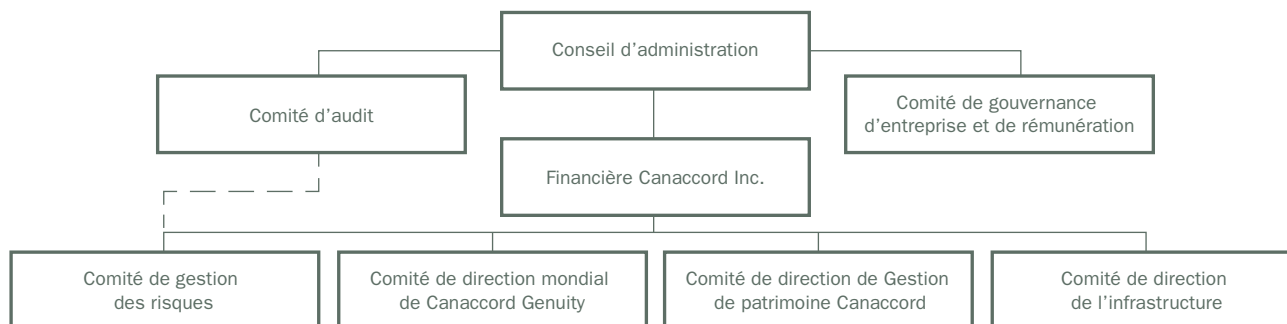 Conseil d’administration
Comité d’audit
Comité de gouvernance
d’entreprise et de rémunération
Financière Canaccord Inc.
Comité de gestion
des risques
Comité de direction mondial
de Canaccord Genuity
Comité de direction de Gestion
de patrimoine Canaccord
Comité de direction
de l’infrastructure